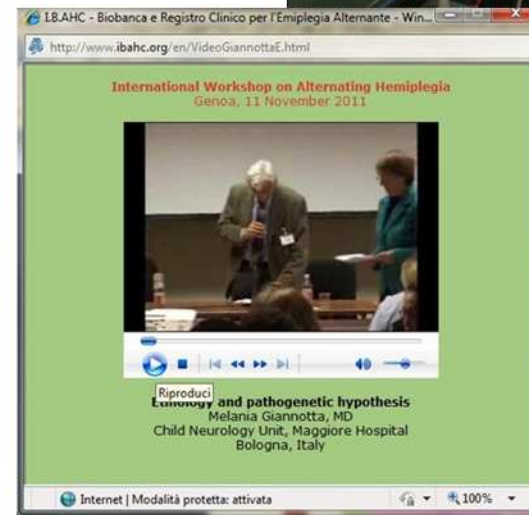 I.B.AHC - Biobanca e Registro Clinico per l'Emiplegia Alternante - Win...
http://www.ibahc.org/en/VideoGiannottaE.html
International Workshop on Alternating Hemiplegia
Genoa, 11 November 2011
Riproduci
and pathogenetic hypothesis
Melania Giannotta, MD
Child Neurology Unit, Maggiore Hospital
Bologna, Italy
Internet | Modalità protetta: attivata
100%